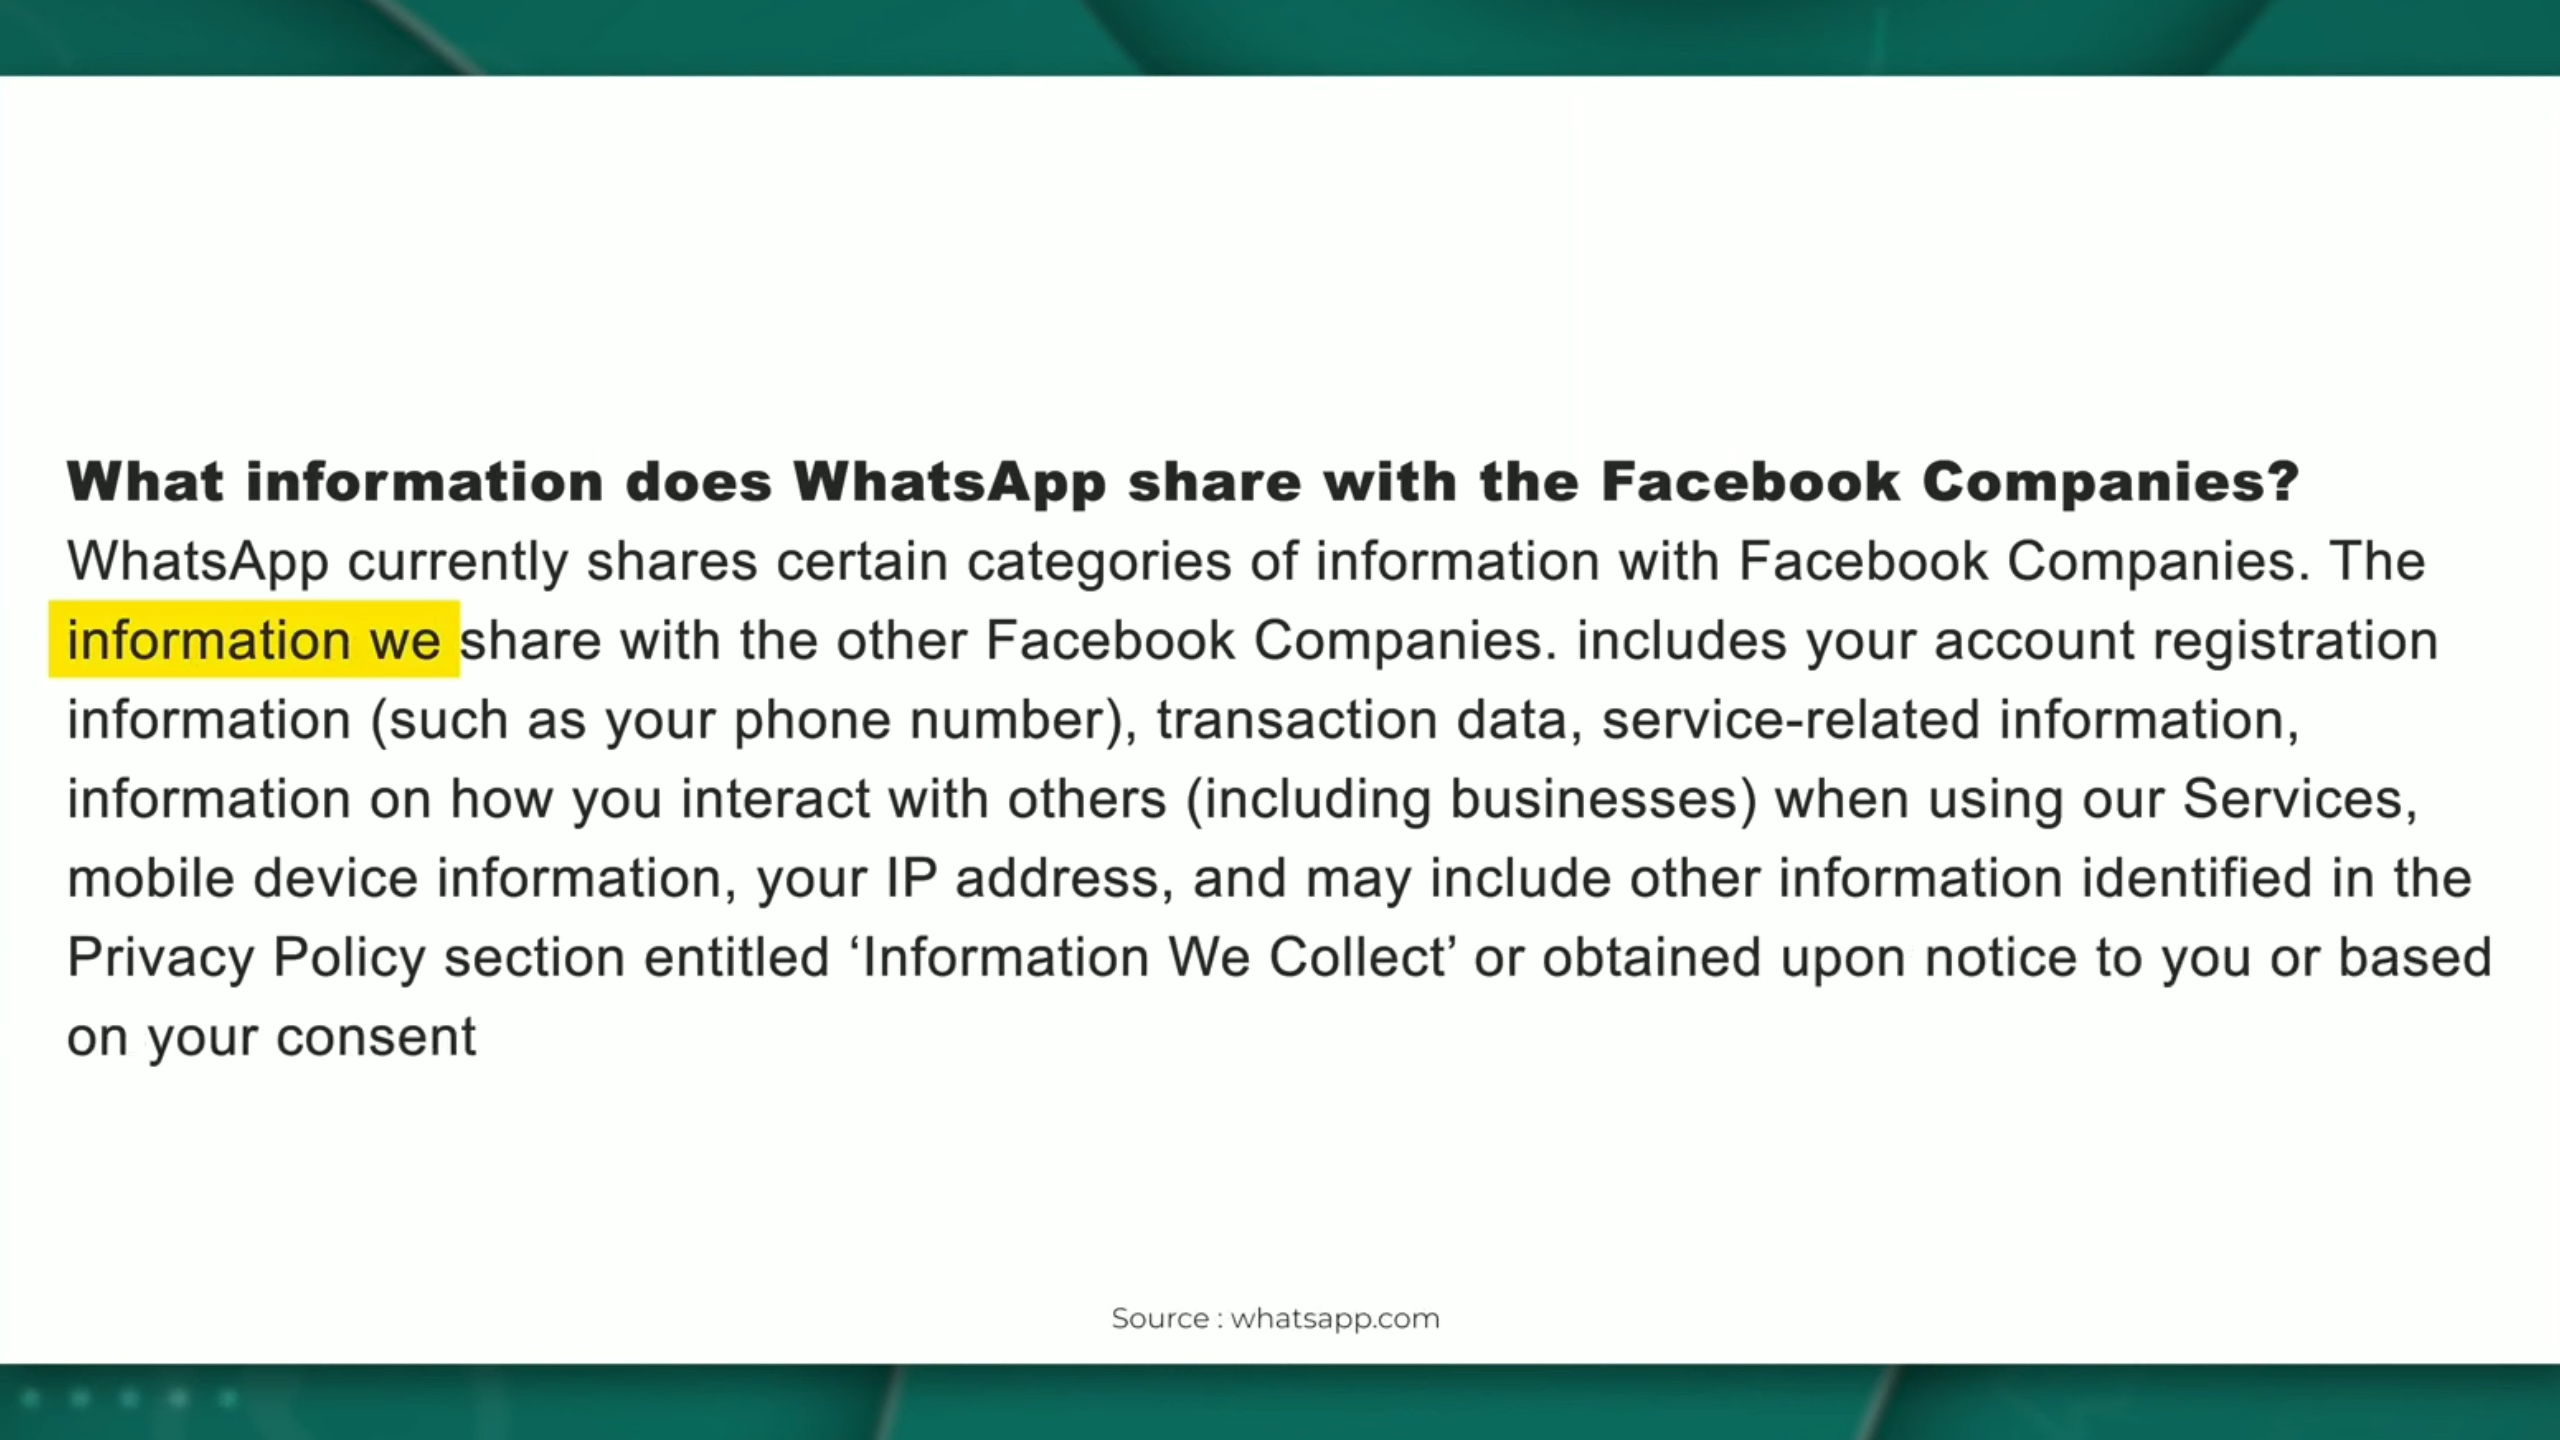 What information does WhatsApp share with the Facebook Companies?
WhatsApp currently shares certain categories of information with Facebook Companies. The
information we share with the other Facebook Companies. includes your account registration
information (such as your phone number), transaction data, service-related information,
information on how you interact with others (including businesses) when using our Services,
mobile device information, your IP address, and may include other information identified in the
Privacy Policy section entitled ‘Information We Collect’ or obtained upon notice to you or based
on your consent
Source : whatsapp.com